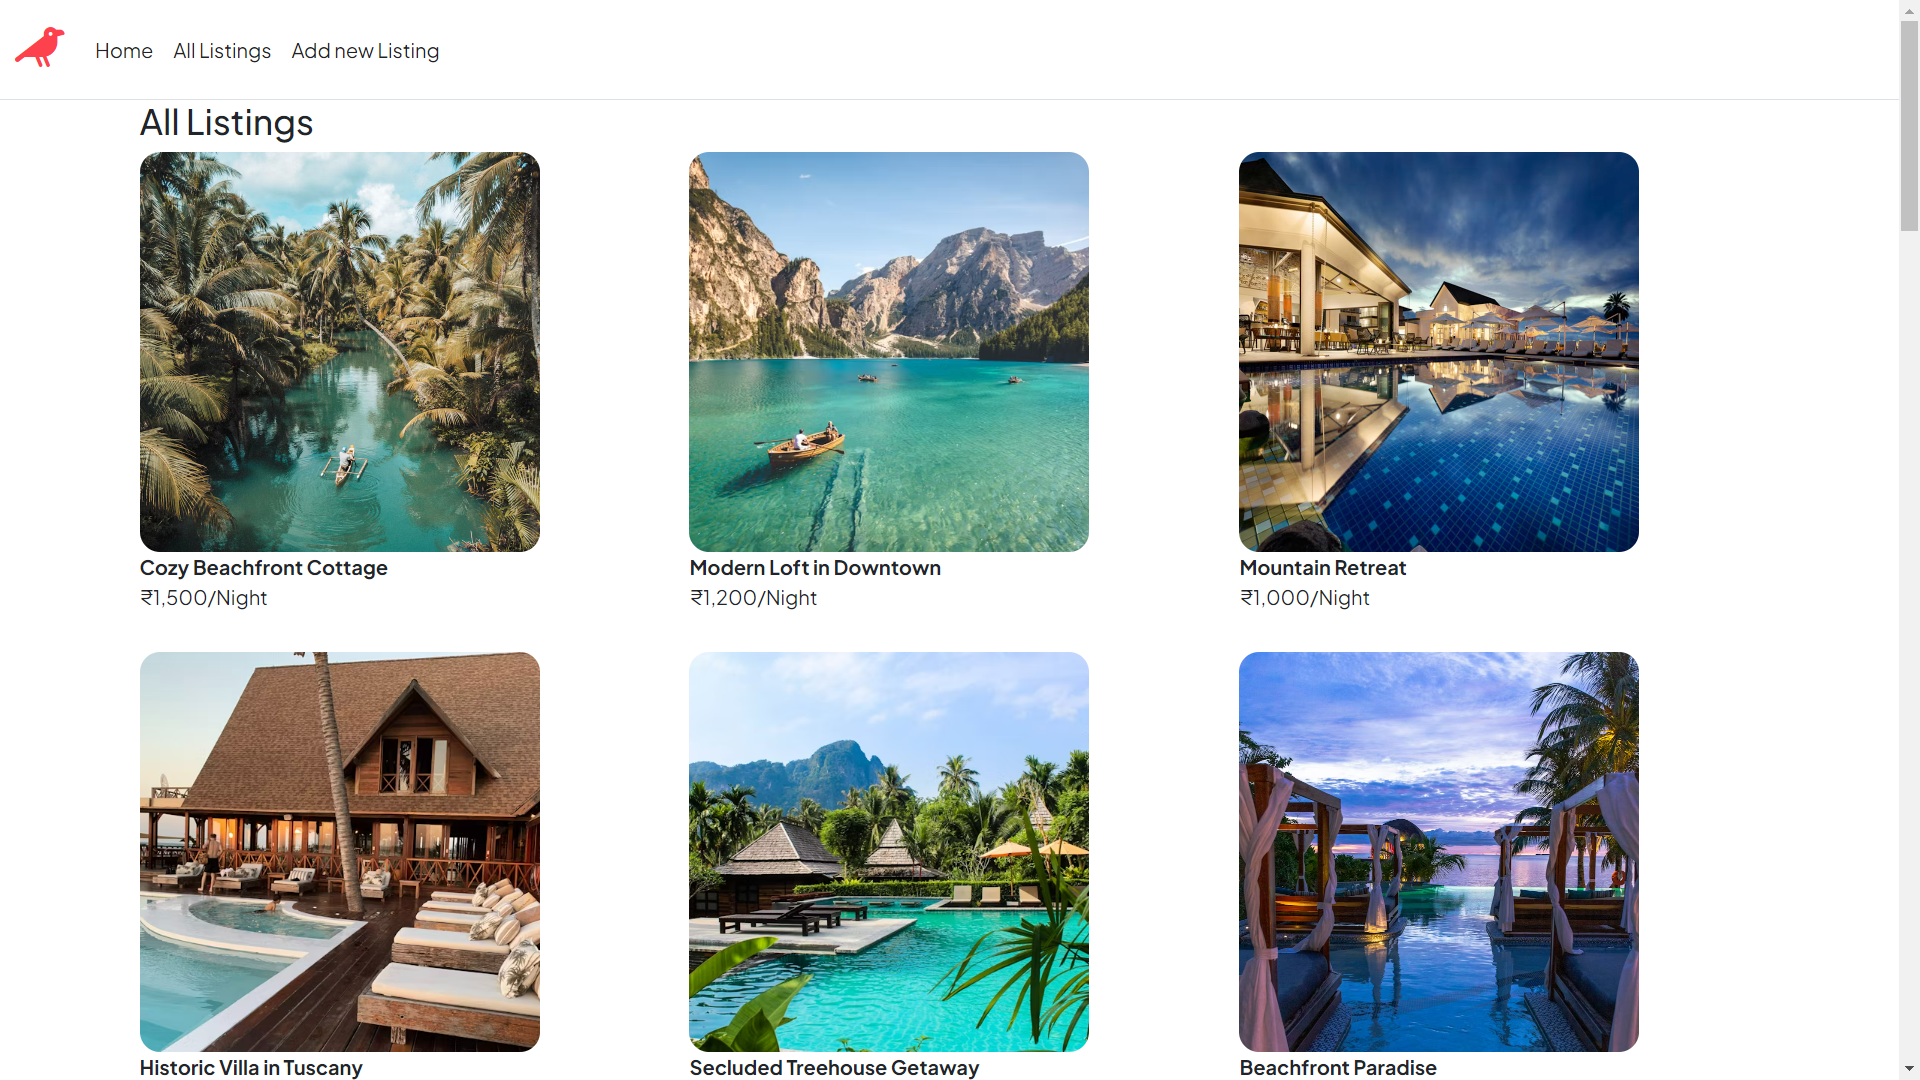 Home All Listings Add new Listing
All Listings
Cozy Beachfront Cottage
₹1,500/Night
Modern Loft in Downtown
₹1,200/Night
Mountain Retreat
₹1,000/Night
Historic Villa in Tuscany
Secluded Treehouse Getaway
Beachfront Paradise